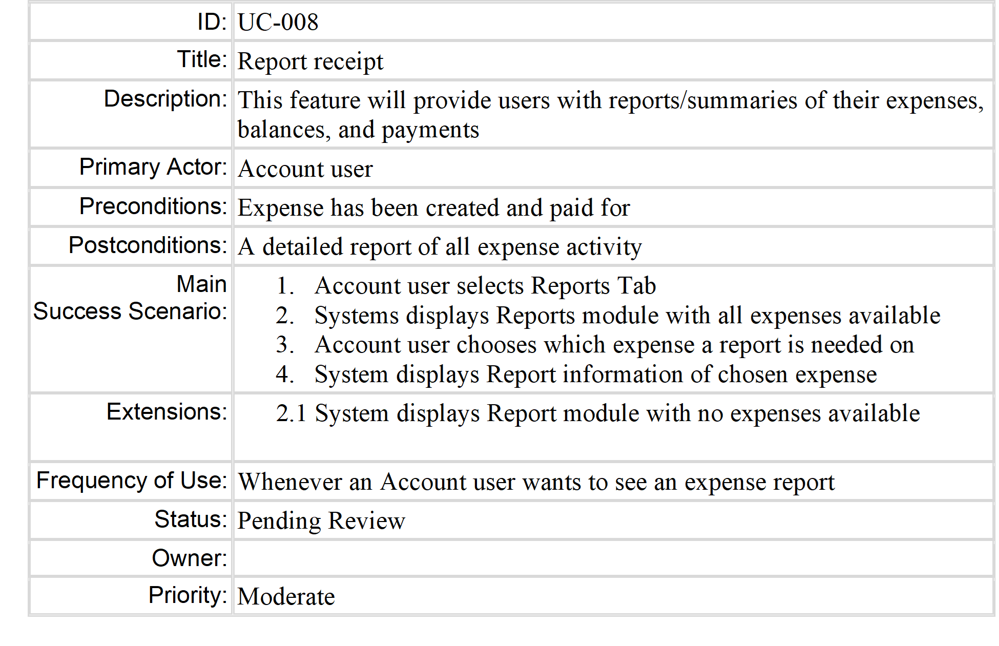 ID: UC-008
Title: Report receipt
Description: This feature will provide users with reports/summaries of their expenses,
balances, and payments
Primary Actor: Account user
Preconditions: Expense has been created and paid for
Postconditions: A detailed report of all expense activity
Main
Success Scenario:
1. Account user selects Reports Tab
2. Systems displays Reports module with all expenses available
3. Account user chooses which expense a report is needed on
4. System displays Report information of chosen expense
Extensions: 2.1 System displays Report module with no expenses available
Frequency of Use: Whenever an Account user wants to see an expense report
Status: Pending Review
Owner:
Priority: Moderate